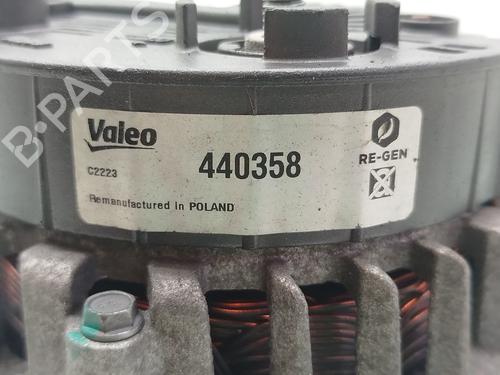 B-PARTS
Valeo
C2223
440358
RE-GEN
Remanufactured in POLAND